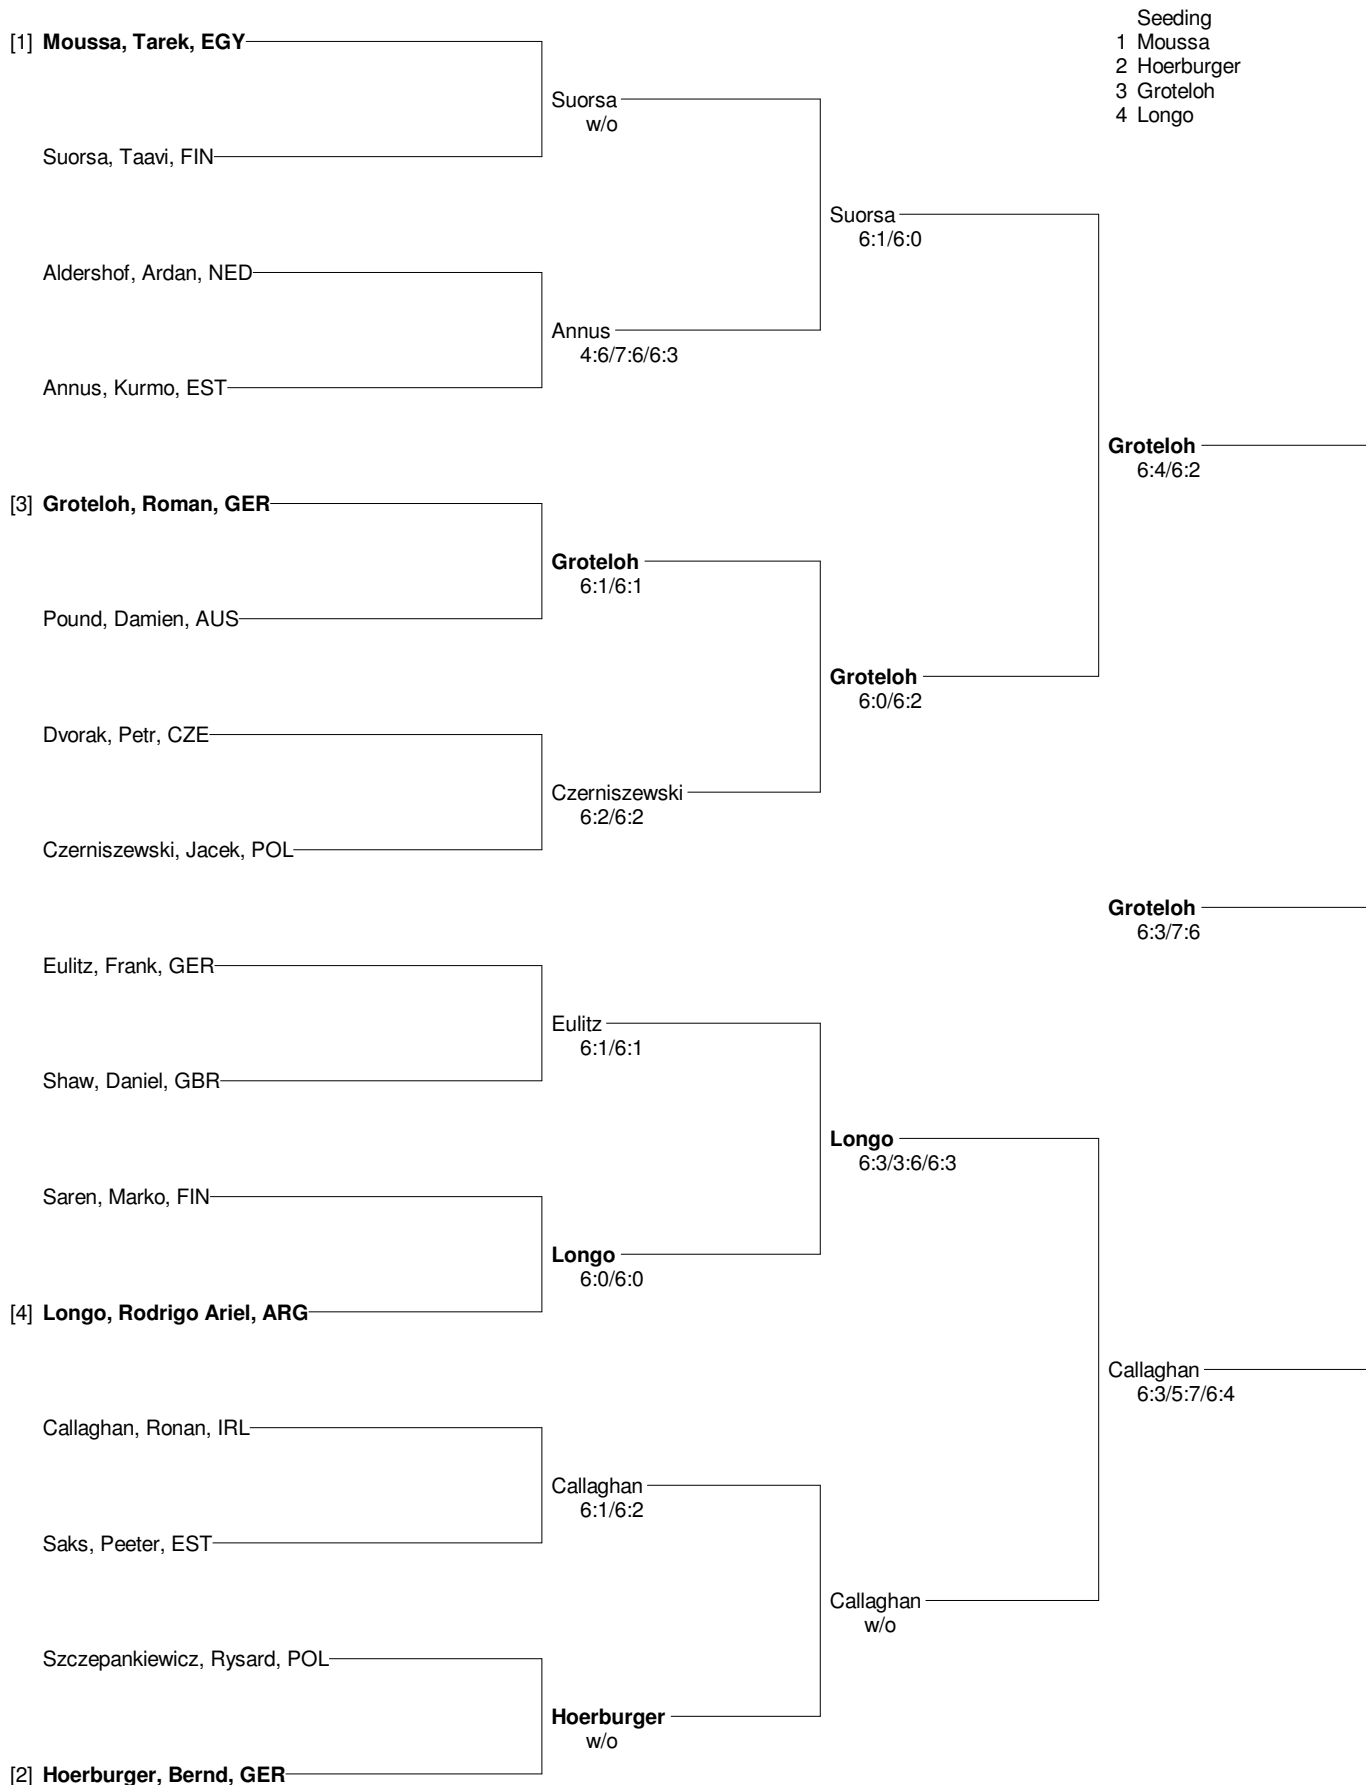 Seeding
1 Moussa
2 Hoerburger
3 Groteloh
4 Longo
[1] Moussa, Tarek, EGY
Suorsa
w/o
Suorsa, Taavi, FIN
Suorsa
6:1/6:0
Aldershof, Ardan, NED
Annus
4:6/7:6/6:3
Annus, Kurmo, EST
Groteloh
6:4/6:2
[3] Groteloh, Roman, GER
Groteloh
6:1/6:1
Pound, Damien, AUS
Groteloh
6:0/6:2
Dvorak, Petr, CZE
Czerniszewski
6:2/6:2
Czerniszewski, Jacek, POL
Groteloh
6:3/7:6
Eulitz, Frank, GER
Eulitz
6:1/6:1
Shaw, Daniel, GBR
Longo
6:3/3:6/6:3
Saren, Marko, FIN
Longo
6:0/6:0
[4] Longo, Rodrigo Ariel, ARG
Callaghan
6:3/5:7/6:4
Callaghan, Ronan, IRL
Callaghan
6:1/6:2
Saks, Peeter, EST
Callaghan
w/o
Szczepankiewicz, Rysard, POL
Hoerburger
w/o
[2] Hoerburger, Bernd, GER